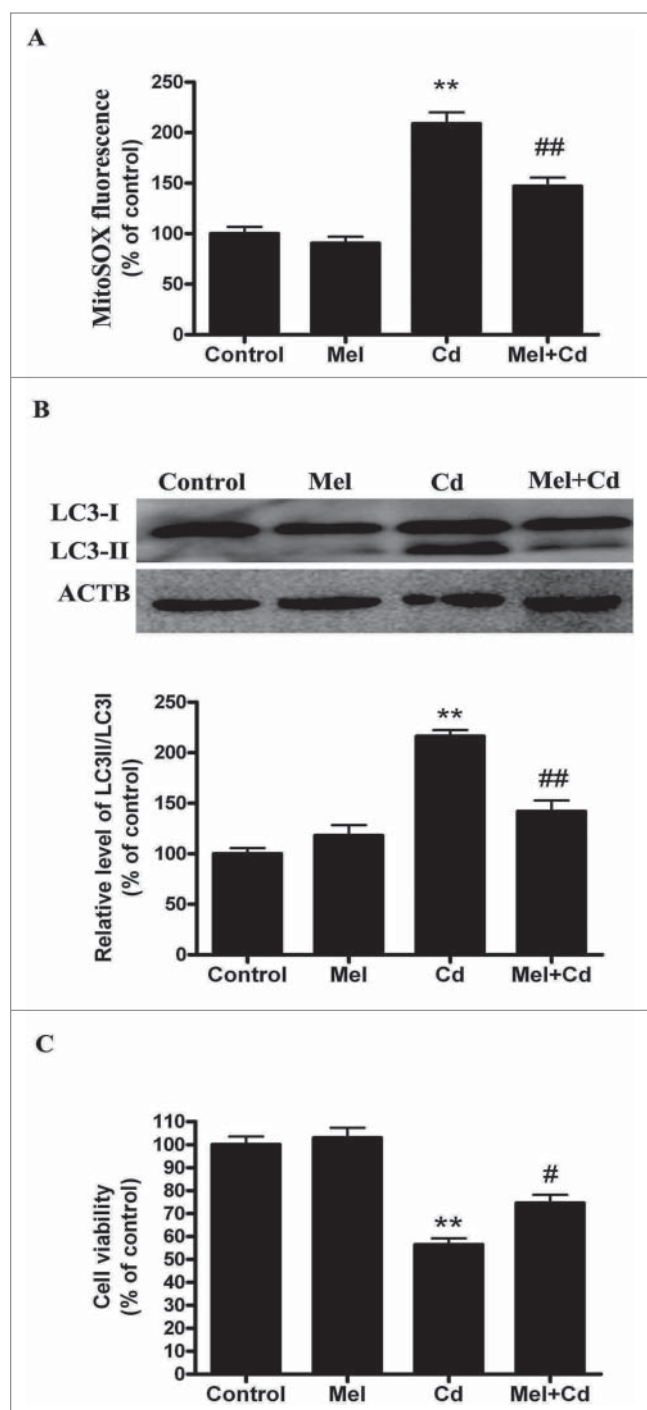 A
MitoSOX fluorescence
(% of control)
250
200
150
100
50
0
**
##
Control Mel Cd Mel+Cd
B
Control Mel Cd Mel+Cd
LC3-I
LC3-II
ACTB
Relative level of LC3II/LC3I
(% of control)
250
200
150
100
50
0
**
##
Control Mel Cd Mel+Cd
C
Cell viability
(% of control)
110
100
90
80
70
60
50
40
30
20
10
0
**
#
Control Mel Cd Mel+Cd